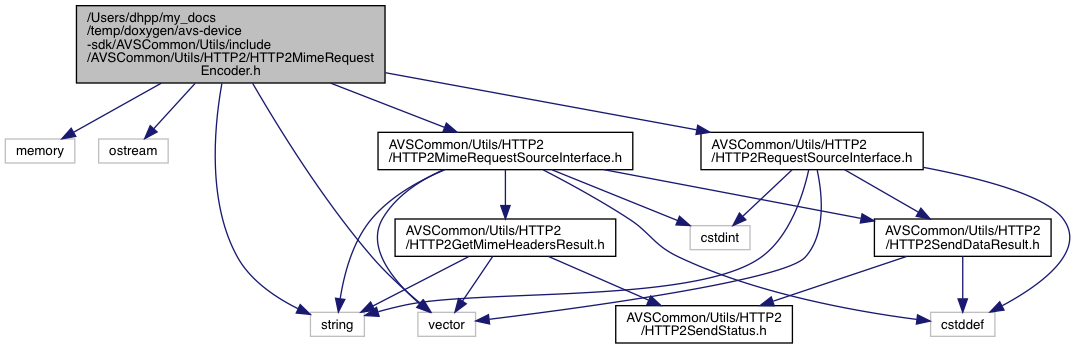 /Users/dhpp/my_docs
/temp/doxygen/avs-device
-sdk/AVSCommon/Utils/include
/AVSCommon/Utils/HTTP2/HTTP2MimeRequest
Encoder.h
memory
ostream
AVSCommon/Utils/HTTP2
/HTTP2MimeRequestSourceInterface.h
AVSCommon/Utils/HTTP2
/HTTP2RequestSourceInterface.h
AVSCommon/Utils/HTTP2
/HTTP2GetMimeHeadersResult.h
cstdint
AVSCommon/Utils/HTTP2
/HTTP2SendDataResult.h
string
vector
AVSCommon/Utils/HTTP2
/HTTP2SendStatus.h
cstddef